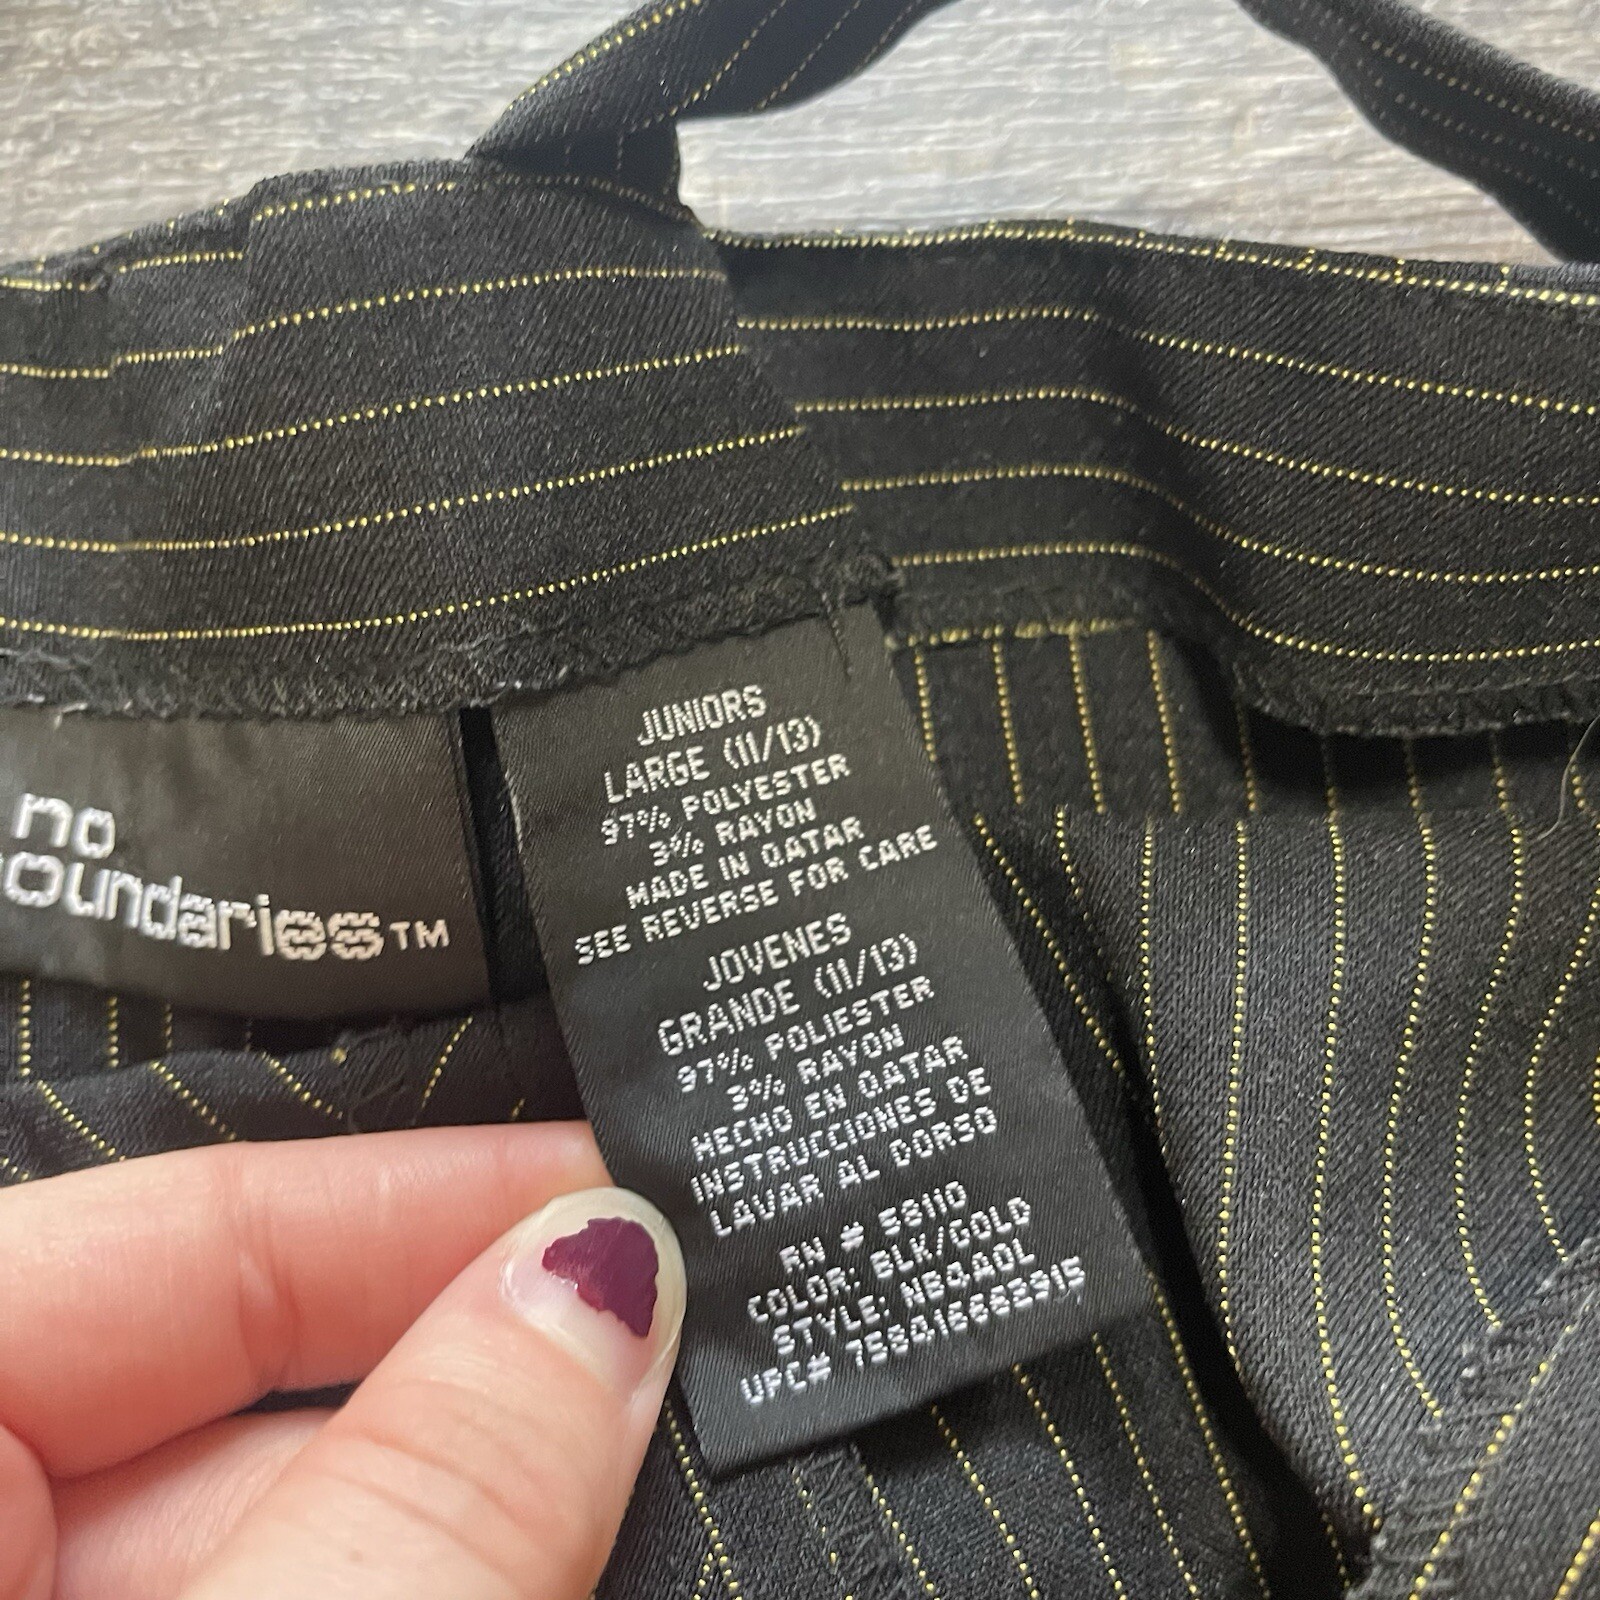 no
boundaries™
JUNIORS
LARGE (11/13)
97% POLYESTER
3% RAYON
MADE IN QATAR
SEE REVERSE FOR CARE
JOVENES
GRANDE (11/13)
97% POLIESTER
3% RAYON
HECHO EN QATAR
INSTRUCCIONES DE
LAVAR AL DORSO
RN # 58110
COLOR: BLK/GOLD
STYLE: NB4A0L
UPC#